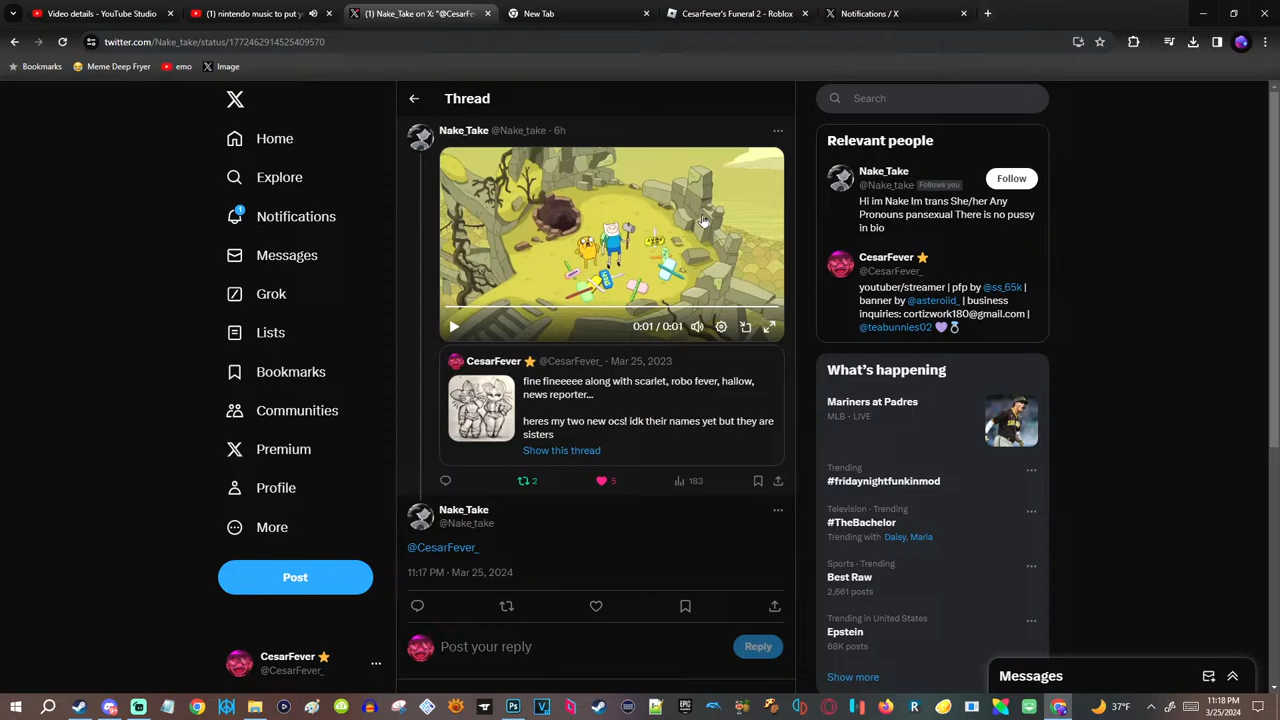 Video details - YouTube Studio
(1) nintendo music to put y
(1) Nake_Take on X: "@CesarFe
New Tab
CesarFever's Funeral 2 - Roblox
Notifications / X
twitter.com/Nake_take/status/1772462914525409570
Bookmarks
Meme Deep Fryer
emo
Image
Home
Explore
1
Notifications
Messages
Grok
Lists
Bookmarks
Communities
Premium
Profile
More
Post
CesarFever
@CesarFever_
Thread
Nake_Take @Nake_take · 6h
0:01 / 0:01
CesarFever @CesarFever_ · Mar 25, 2023
fine fineeeee along with scarlet, robo fever, hallow,
news reporter...
heres my two new ocs! idk their names yet but they are
sisters
Show this thread
2
5
183
Nake_Take
@Nake_take
@CesarFever_
11:17 PM · Mar 25, 2024
Post your reply
Reply
Search
Relevant people
Nake_Take
@Nake_take Follows you
Follow
Hi im Nake Im trans She/her Any
Pronouns pansexual There is no pussy
in bio
CesarFever
@CesarFever_
youtuber/streamer | pfp by @ss_65k |
banner by @asteroiid_ | business
inquiries: cortizwork180@gmail.com |
@teabunnies02
What's happening
Mariners at Padres
MLB · LIVE
Trending
#fridaynightfunkinmod
Television · Trending
#TheBachelor
Trending with Daisy, Maria
Sports · Trending
Best Raw
2,661 posts
Trending in United States
Epstein
68K posts
Show more
Messages
37°F
11:18 PM
3/25/2024